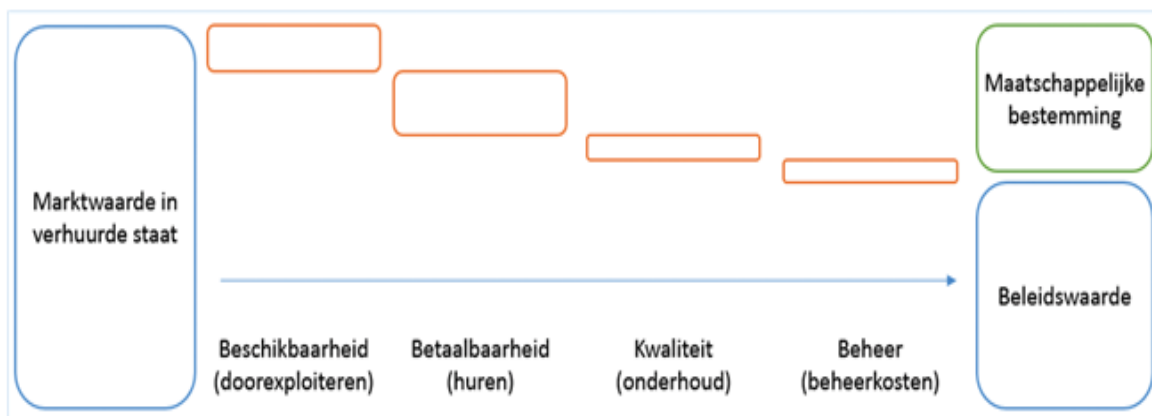 Marktwaarde in
verhuurde staat
Beschikbaarheid
(doorexploiteren)
Betaalbaarheid
(huren)
Kwaliteit
(onderhoud)
Beheer
(beheerkosten)
Maatschappelijke
bestemming
Beleidswaarde